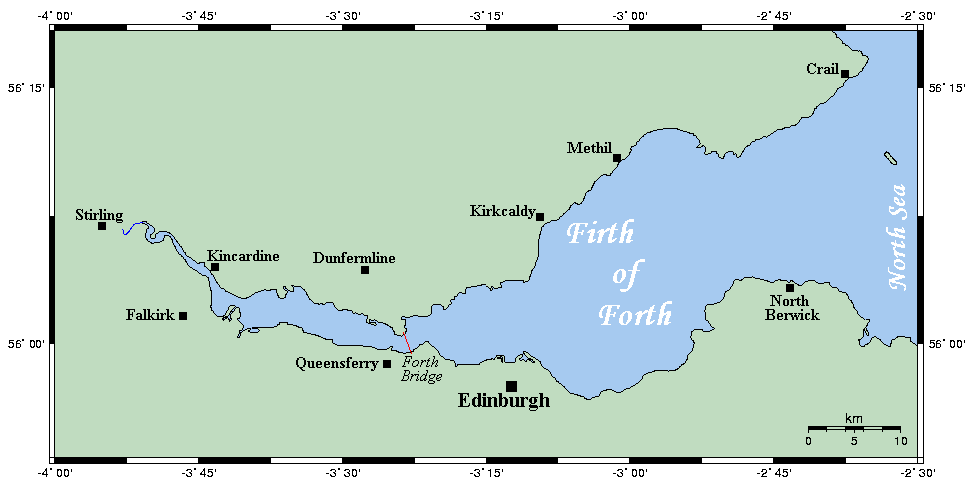 -4° 00' -3° 45' -3° 30' -3° 15' -3° 00' -2° 45' -2° 30'
Crail
56° 15' 56° 15'
Methil
Stirling
Kirkcaldy
Firth
of
Forth
North Sea
Kincardine
Dunfermline
Falkirk
North
Berwick
56° 00' 56° 00'
Queensferry
Forth
Bridge
Edinburgh
km
0 5 10
-4° 00' -3° 45' -3° 30' -3° 15' -3° 00' -2° 45' -2° 30'